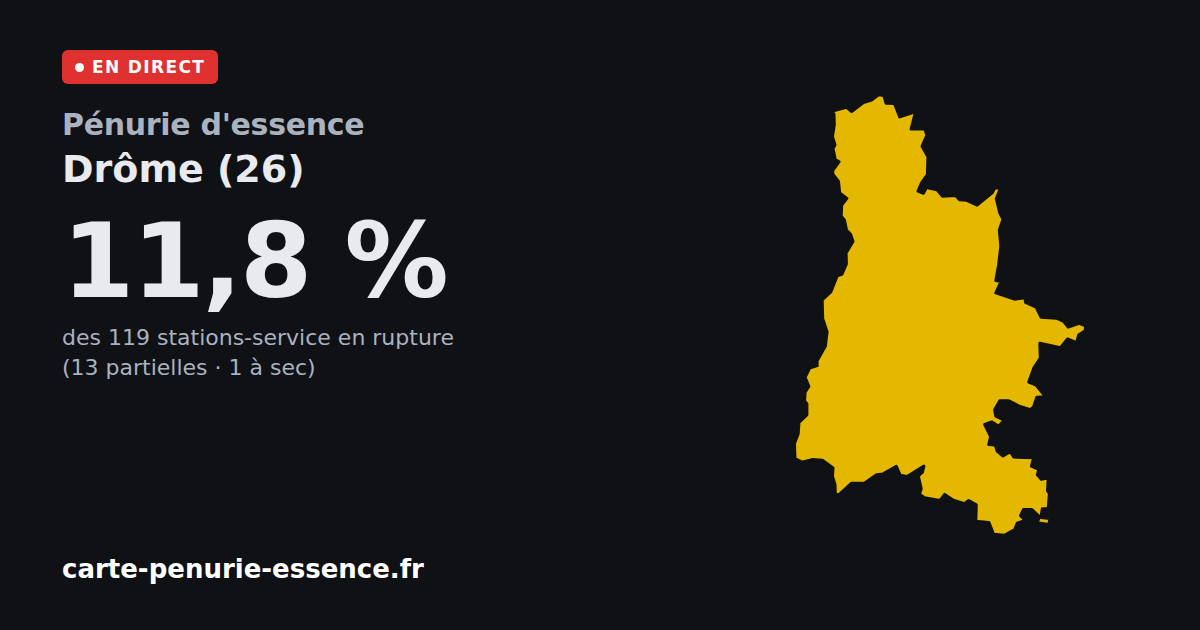 EN DIRECT
Pénurie d'essence
Drôme (26)
11,8 %
des 119 stations-service en rupture
(13 partielles · 1 à sec)
carte-penurie-essence.fr